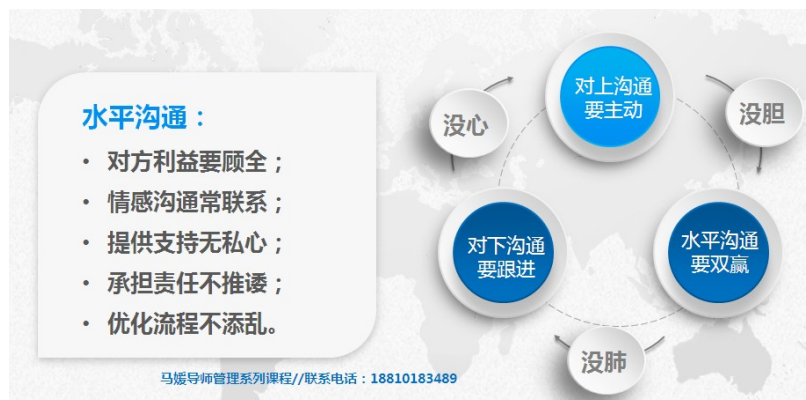 水平沟通：
• 对方利益要顾全；
• 情感沟通常联系；
• 提供支持无私心；
• 承担责任不推诿；
• 优化流程不添乱。
对上沟通
要主动
没心
没胆
对下沟通
要跟进
水平沟通
要双赢
没肺
马媛导师管理系列课程//联系电话：18810183489